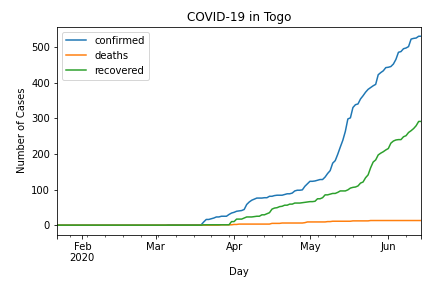 COVID-19 in Togo
confirmed
deaths
recovered
Number of Cases
500
400
300
200
100
0
Feb
2020
Mar
Apr
May
Jun
Day